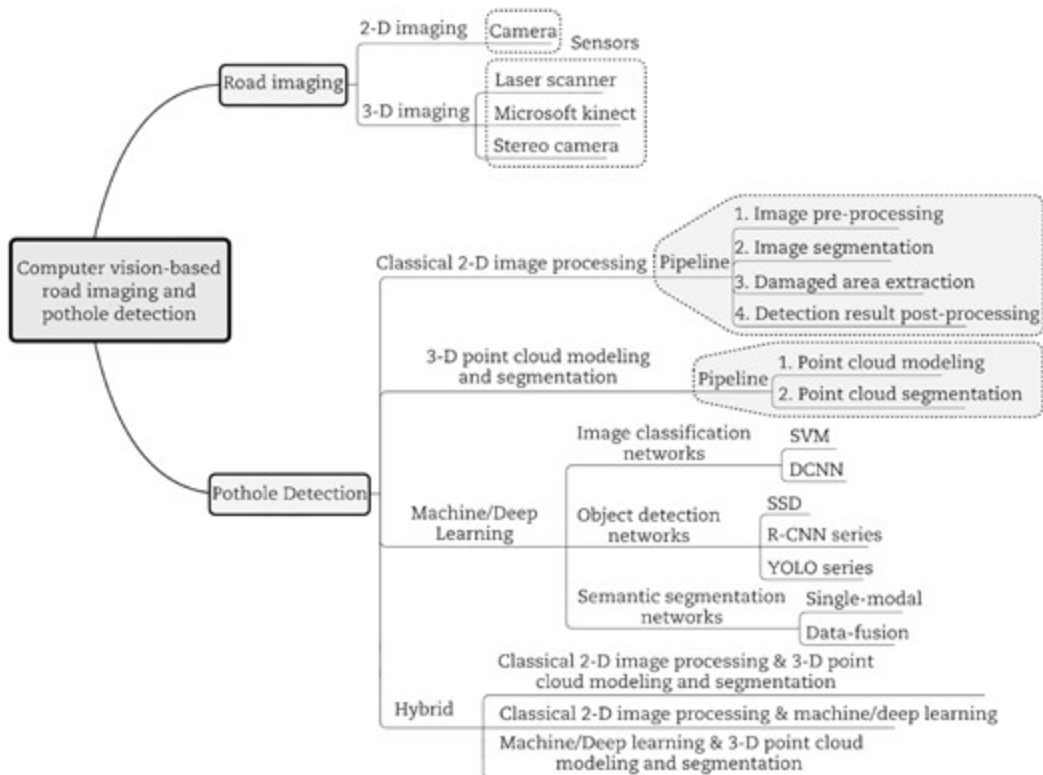 2-D imaging
Camera
Sensors
Road imaging
Laser scanner
3-D imaging
Microsoft kinect
Stereo camera
Computer vision-based
road imaging and
pothole detection
Classical 2-D image processing
Pipeline
1. Image pre-processing
2. Image segmentation
3. Damaged area extraction
4. Detection result post-processing
3-D point cloud modeling
and segmentation
Pipeline
1. Point cloud modeling
2. Point cloud segmentation
Pothole Detection
Machine/Deep
Learning
Image classification
networks
SVM
DCNN
Object detection
networks
SSD
R-CNN series
YOLO series
Semantic segmentation
networks
Single-modal
Data-fusion
Hybrid
Classical 2-D image processing & 3-D point
cloud modeling and segmentation
Classical 2-D image processing & machine/deep learning
Machine/Deep learning & 3-D point cloud
modeling and segmentation